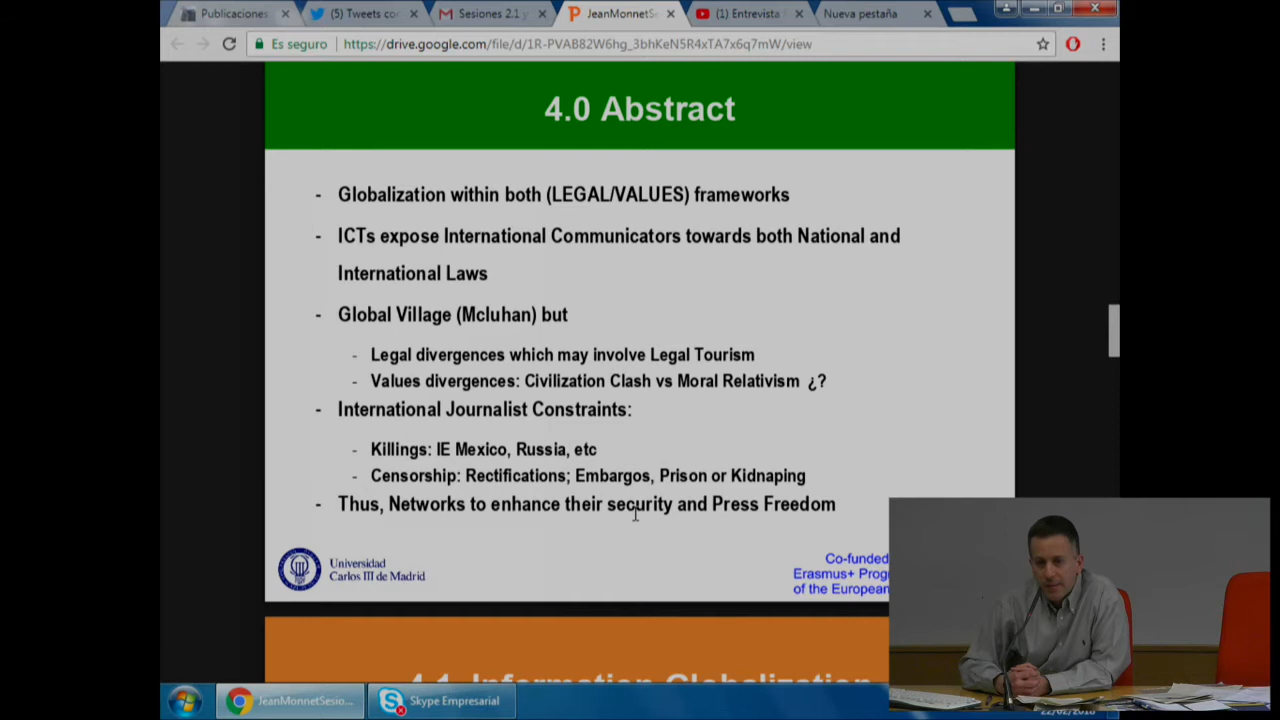 Publicaciones
(5) Tweets co
Sesiones 2.1 y
JeanMonnetSe
(1) Entrevista
Nueva pestaña
Es seguro
https://drive.google.com/file/d/1R-PVAB82W6hg_3bhKeN5R4xTA7x6q7mW/view
4.0 Abstract
- Globalization within both (LEGAL/VALUES) frameworks
- ICTs expose International Communicators towards both National and
International Laws
- Global Village (Mcluhan) but
- Legal divergences which may involve Legal Tourism
- Values divergences: Civilization Clash vs Moral Relativism ¿?
- International Journalist Constraints:
- Killings: IE Mexico, Russia, etc
- Censorship: Rectifications; Embargos, Prison or Kidnaping
- Thus, Networks to enhance their security and Press Freedom
Universidad
Carlos III de Madrid
Co-funded
Erasmus+ Prog
of the European
4.1 Information Globalization
JeanMonnetSesio...
Skype Empresarial
22/02/2018